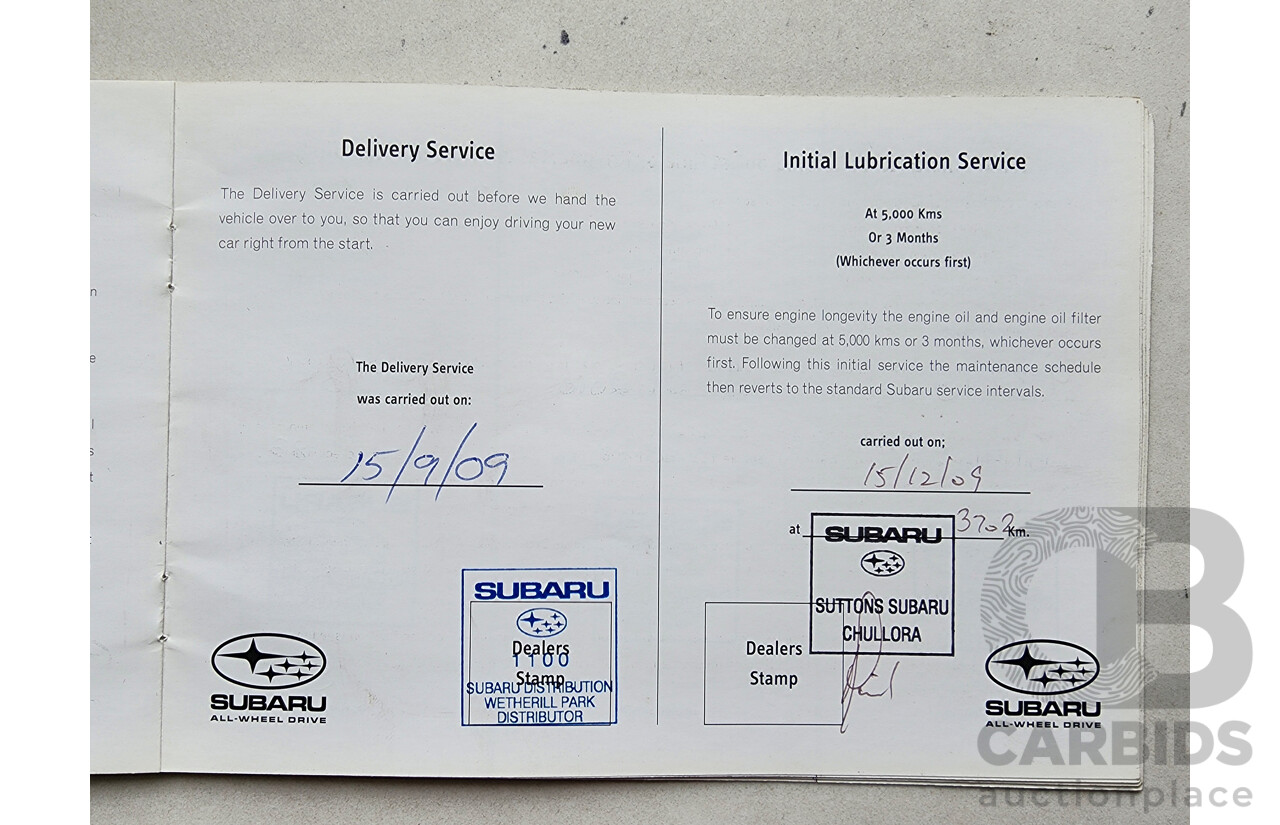 Delivery Service
The Delivery Service is carried out before we hand the
vehicle over to you, so that you can enjoy driving your new
car right from the start.
The Delivery Service
was carried out on:
15/9/09
SUBARU
Dealers
1100
Stamp
SUBARU DISTRIBUTION
WETHERILL PARK
DISTRIBUTOR
SUBARU
ALL-WHEEL DRIVE
Initial Lubrication Service
At 5,000 Kms
Or 3 Months
(Whichever occurs first)
To ensure engine longevity the engine oil and engine oil filter
must be changed at 5,000 kms or 3 months, whichever occurs
first. Following this initial service the maintenance schedule
then reverts to the standard Subaru service intervals.
carried out on;
15/12/09
at 3702 Km.
SUBARU
SUTTONS SUBARU
CHULLORA
Dealers
Stamp
SUBARU
ALL-WHEEL DRIVE
CB
CARBIDS
auctionplace